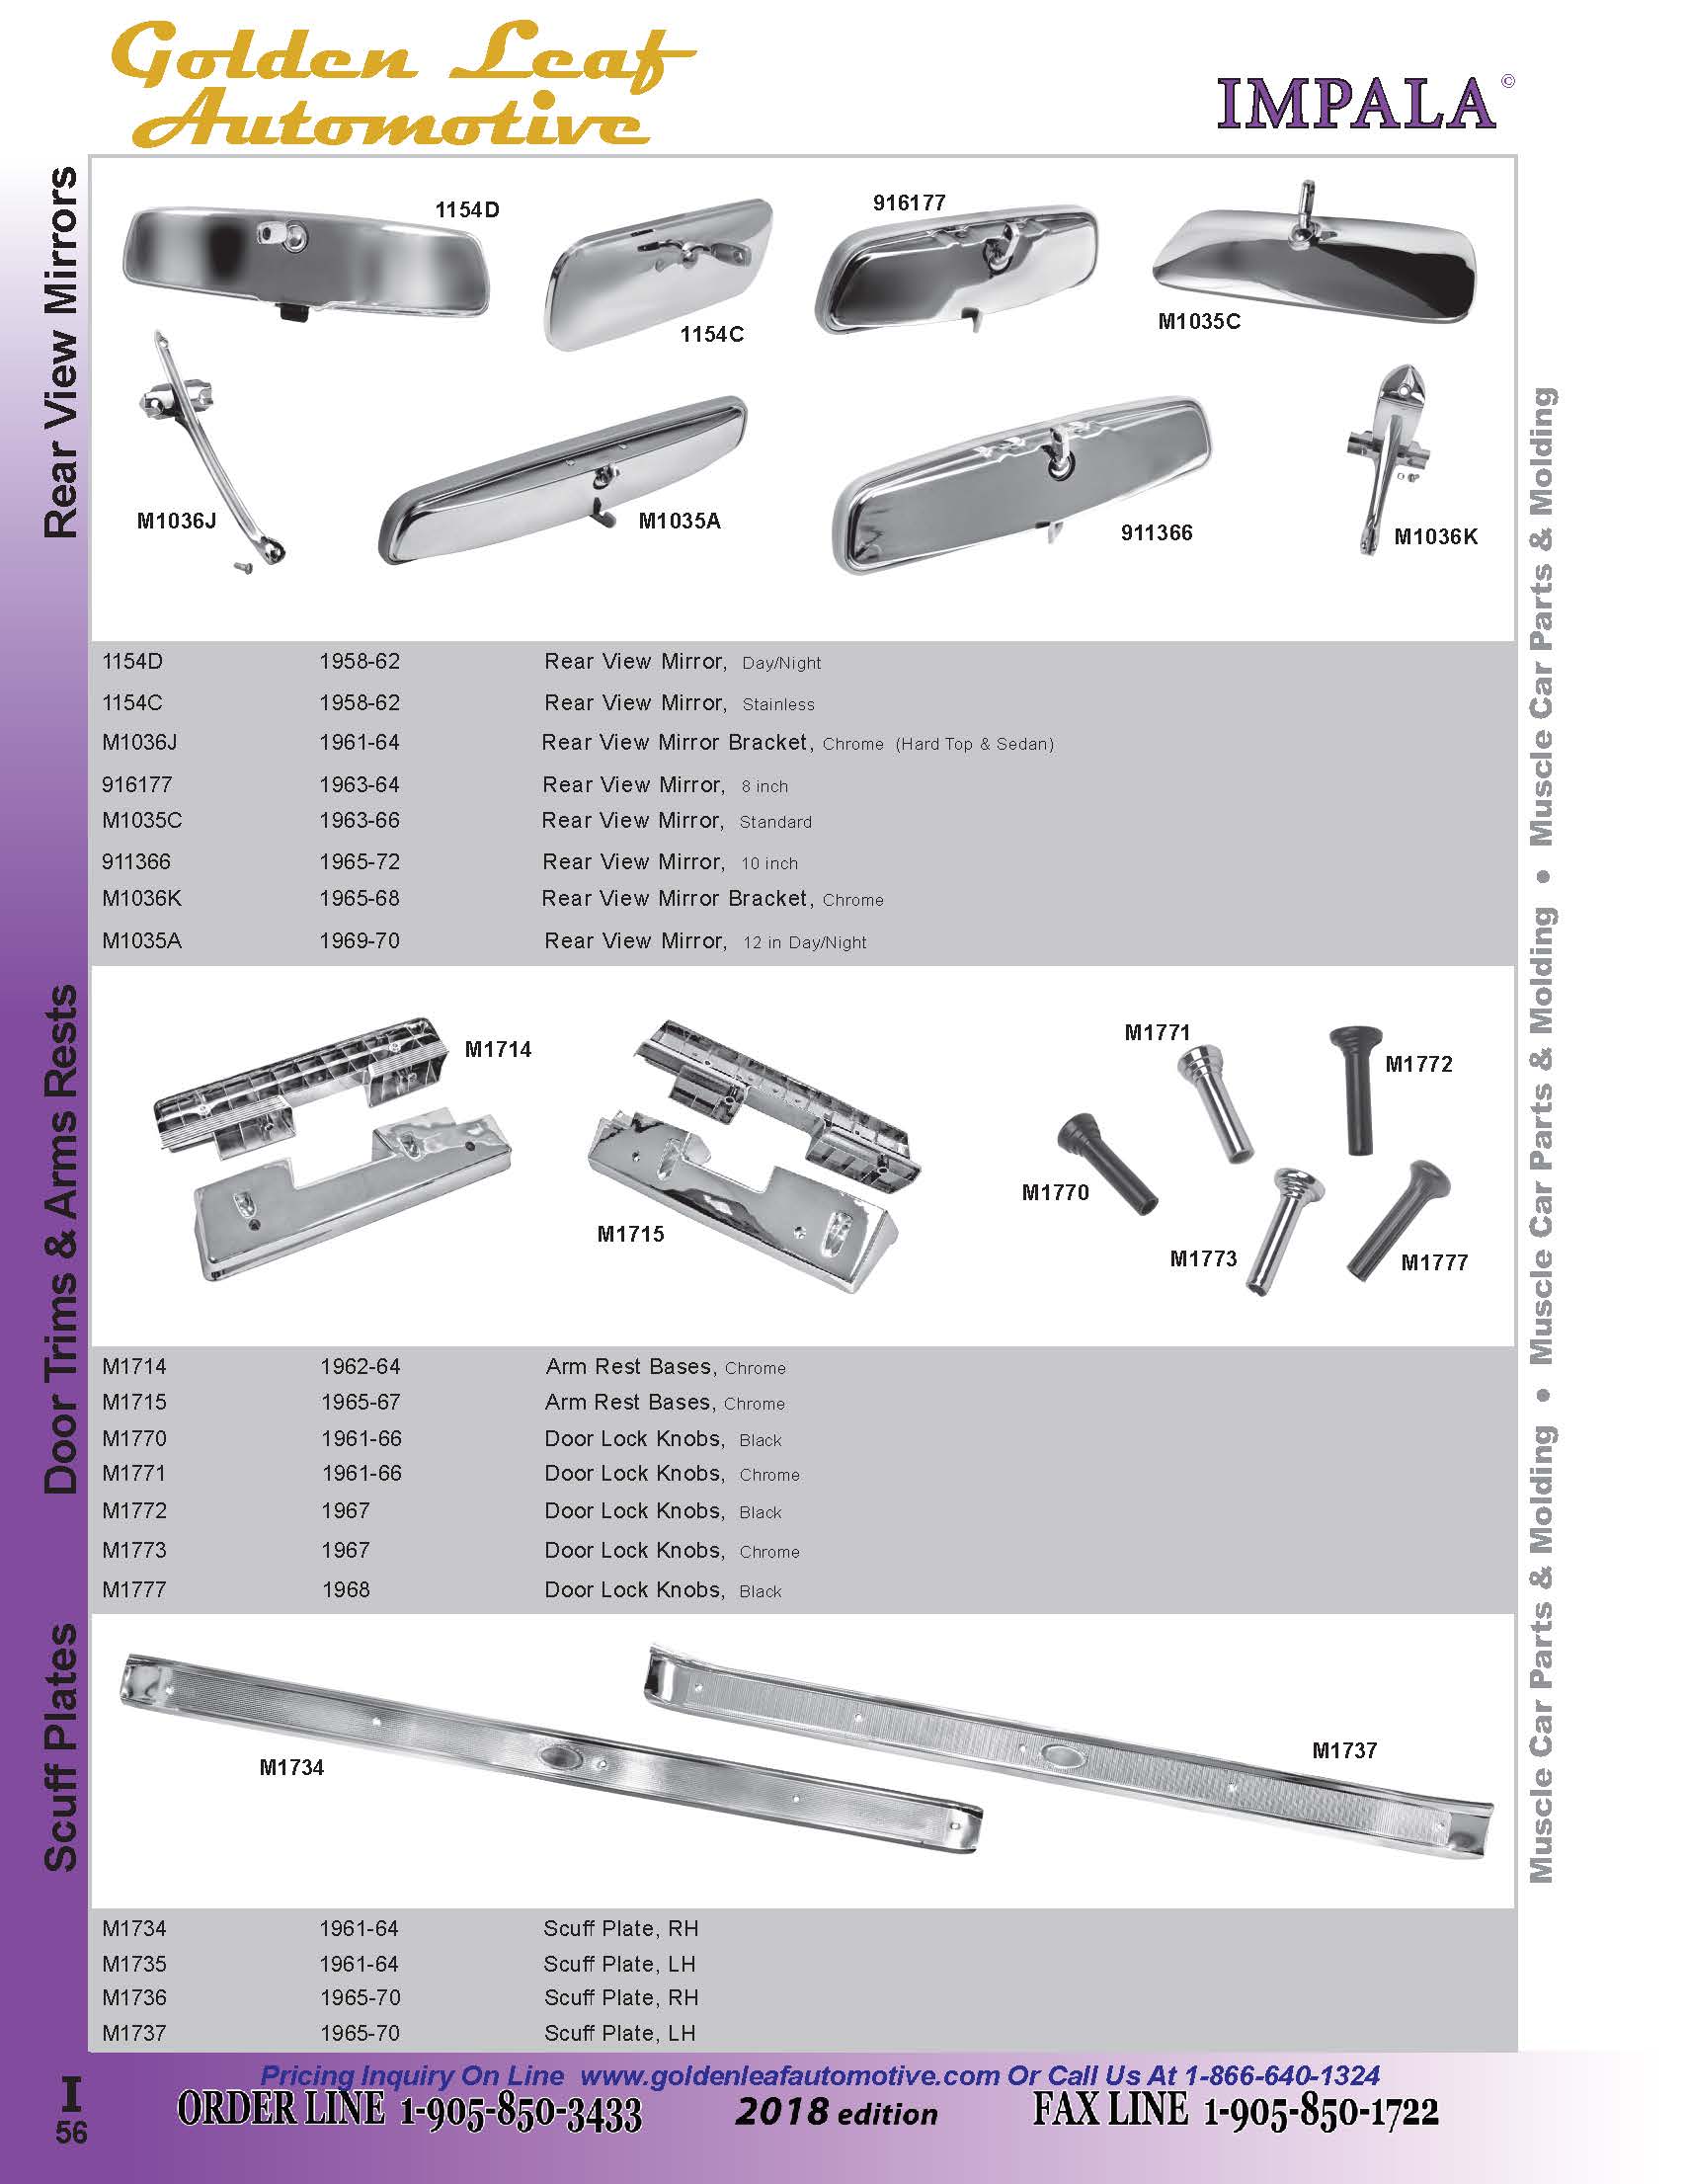 Golden Leaf
Automotive
IMPALA©
Rear View Mirrors
1154D
1154C
916177
M1035C
M1036J
M1035A
911366
M1036K
1154D 1958-62 Rear View Mirror, Day/Night
1154C 1958-62 Rear View Mirror, Stainless
M1036J 1961-64 Rear View Mirror Bracket, Chrome (Hard Top & Sedan)
916177 1963-64 Rear View Mirror, 8 inch
M1035C 1963-66 Rear View Mirror, Standard
911366 1965-72 Rear View Mirror, 10 inch
M1036K 1965-68 Rear View Mirror Bracket, Chrome
M1035A 1969-70 Rear View Mirror, 12 in Day/Night
Door Trims & Arms Rests
M1714
M1715
M1771
M1772
M1770
M1773
M1777
M1714 1962-64 Arm Rest Bases, Chrome
M1715 1965-67 Arm Rest Bases, Chrome
M1770 1961-66 Door Lock Knobs, Black
M1771 1961-66 Door Lock Knobs, Chrome
M1772 1967 Door Lock Knobs, Black
M1773 1967 Door Lock Knobs, Chrome
M1777 1968 Door Lock Knobs, Black
Scuff Plates
M1734
M1737
M1734 1961-64 Scuff Plate, RH
M1735 1961-64 Scuff Plate, LH
M1736 1965-70 Scuff Plate, RH
M1737 1965-70 Scuff Plate, LH
Muscle Car Parts & Molding • Muscle Car Parts & Molding • Muscle Car Parts & Molding
Pricing Inquiry On Line www.goldenleafautomotive.com Or Call Us At 1-866-640-1324
ORDER LINE 1-905-850-3433 2018 edition FAX LINE 1-905-850-1722
I
56